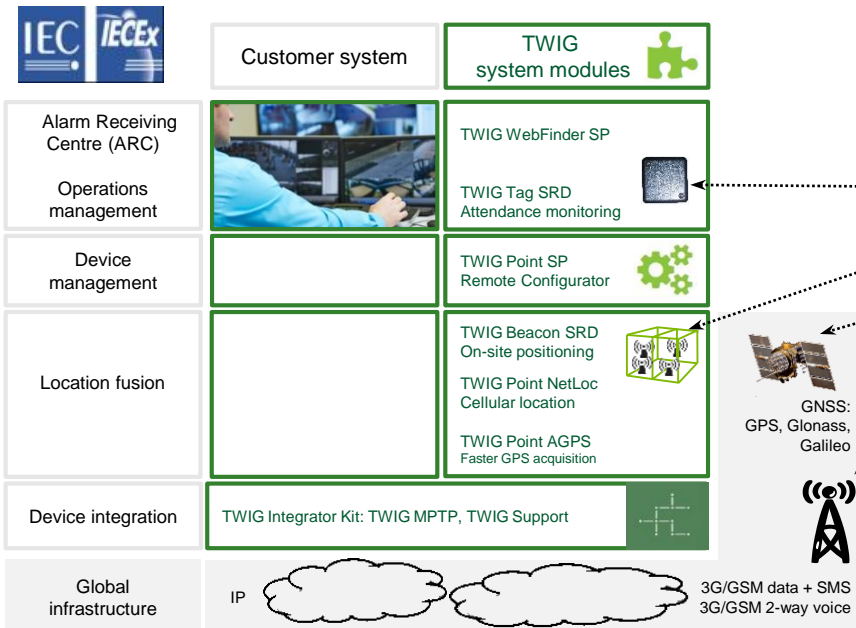 IEC IECEx
Customer system
TWIG
system modules
Alarm Receiving
Centre (ARC)
Operations
management
TWIG WebFinder SP
TWIG Tag SRD
Attendance monitoring
Device
management
TWIG Point SP
Remote Configurator
Location fusion
TWIG Beacon SRD
On-site positioning
TWIG Point NetLoc
Cellular location
TWIG Point AGPS
Faster GPS acquisition
GNSS:
GPS, Glonass,
Galileo
Device integration
TWIG Integrator Kit: TWIG MPTP, TWIG Support
Global
infrastructure
IP
3G/GSM data + SMS
3G/GSM 2-way voice